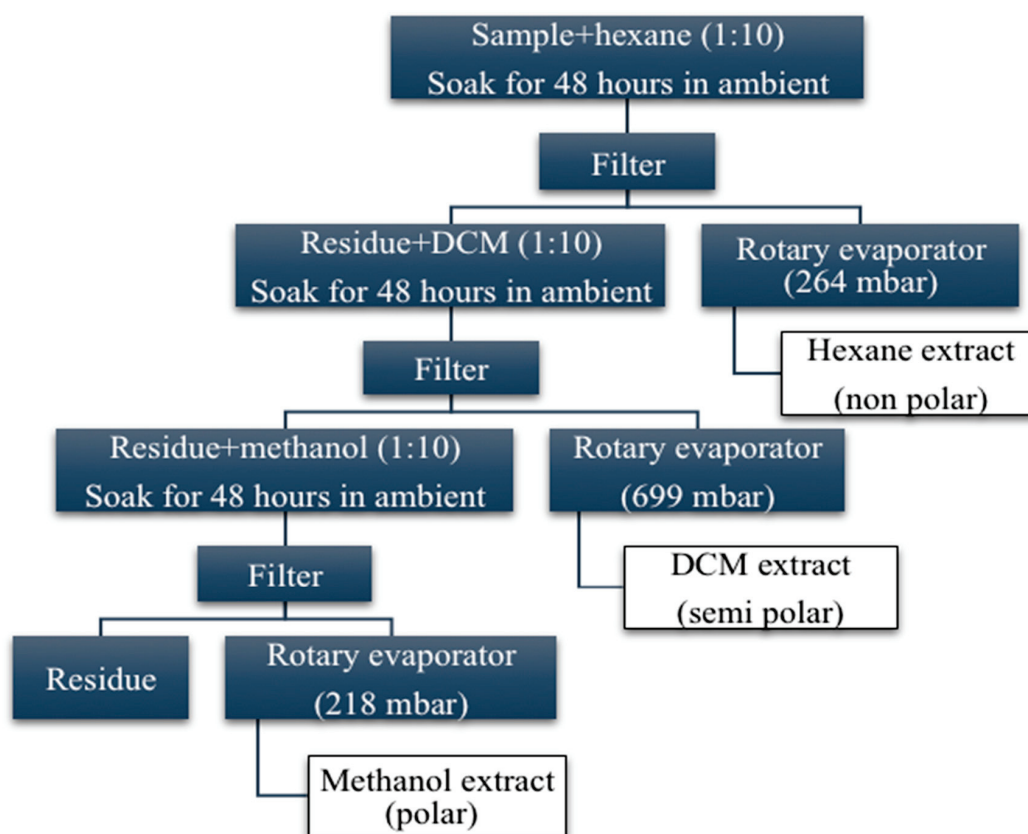 Sample+hexane (1:10)
Soak for 48 hours in ambient
Filter
Residue+DCM (1:10)
Soak for 48 hours in ambient
Rotary evaporator
(264 mbar)
Hexane extract
(non polar)
Filter
Residue+methanol (1:10)
Soak for 48 hours in ambient
Rotary evaporator
(699 mbar)
DCM extract
(semi polar)
Filter
Residue
Rotary evaporator
(218 mbar)
Methanol extract
(polar)